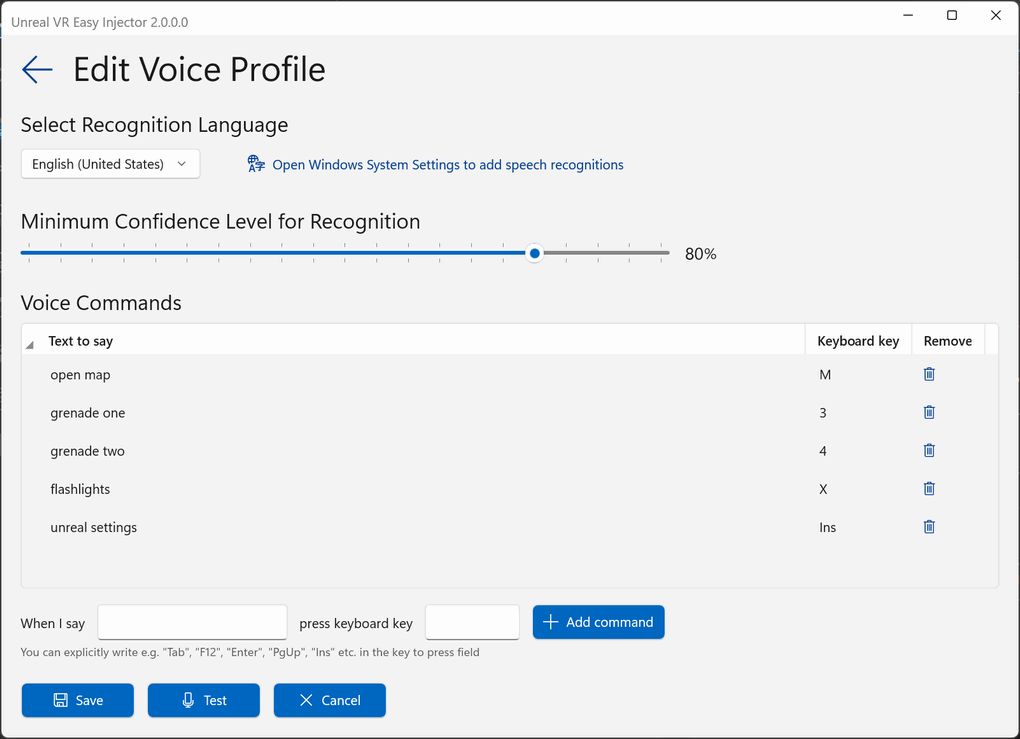 Unreal VR Easy Injector 2.0.0.0
Edit Voice Profile
Select Recognition Language
English (United States) Open Windows System Settings to add speech recognitions
Minimum Confidence Level for Recognition
80%
Voice Commands
Text to say Keyboard key Remove
open map M
grenade one 3
grenade two 4
flashlights X
unreal settings Ins
When I say press keyboard key Add command
You can explicitly write e.g. "Tab", "F12", "Enter", "PgUp", "Ins" etc. in the key to press field
Save Test Cancel